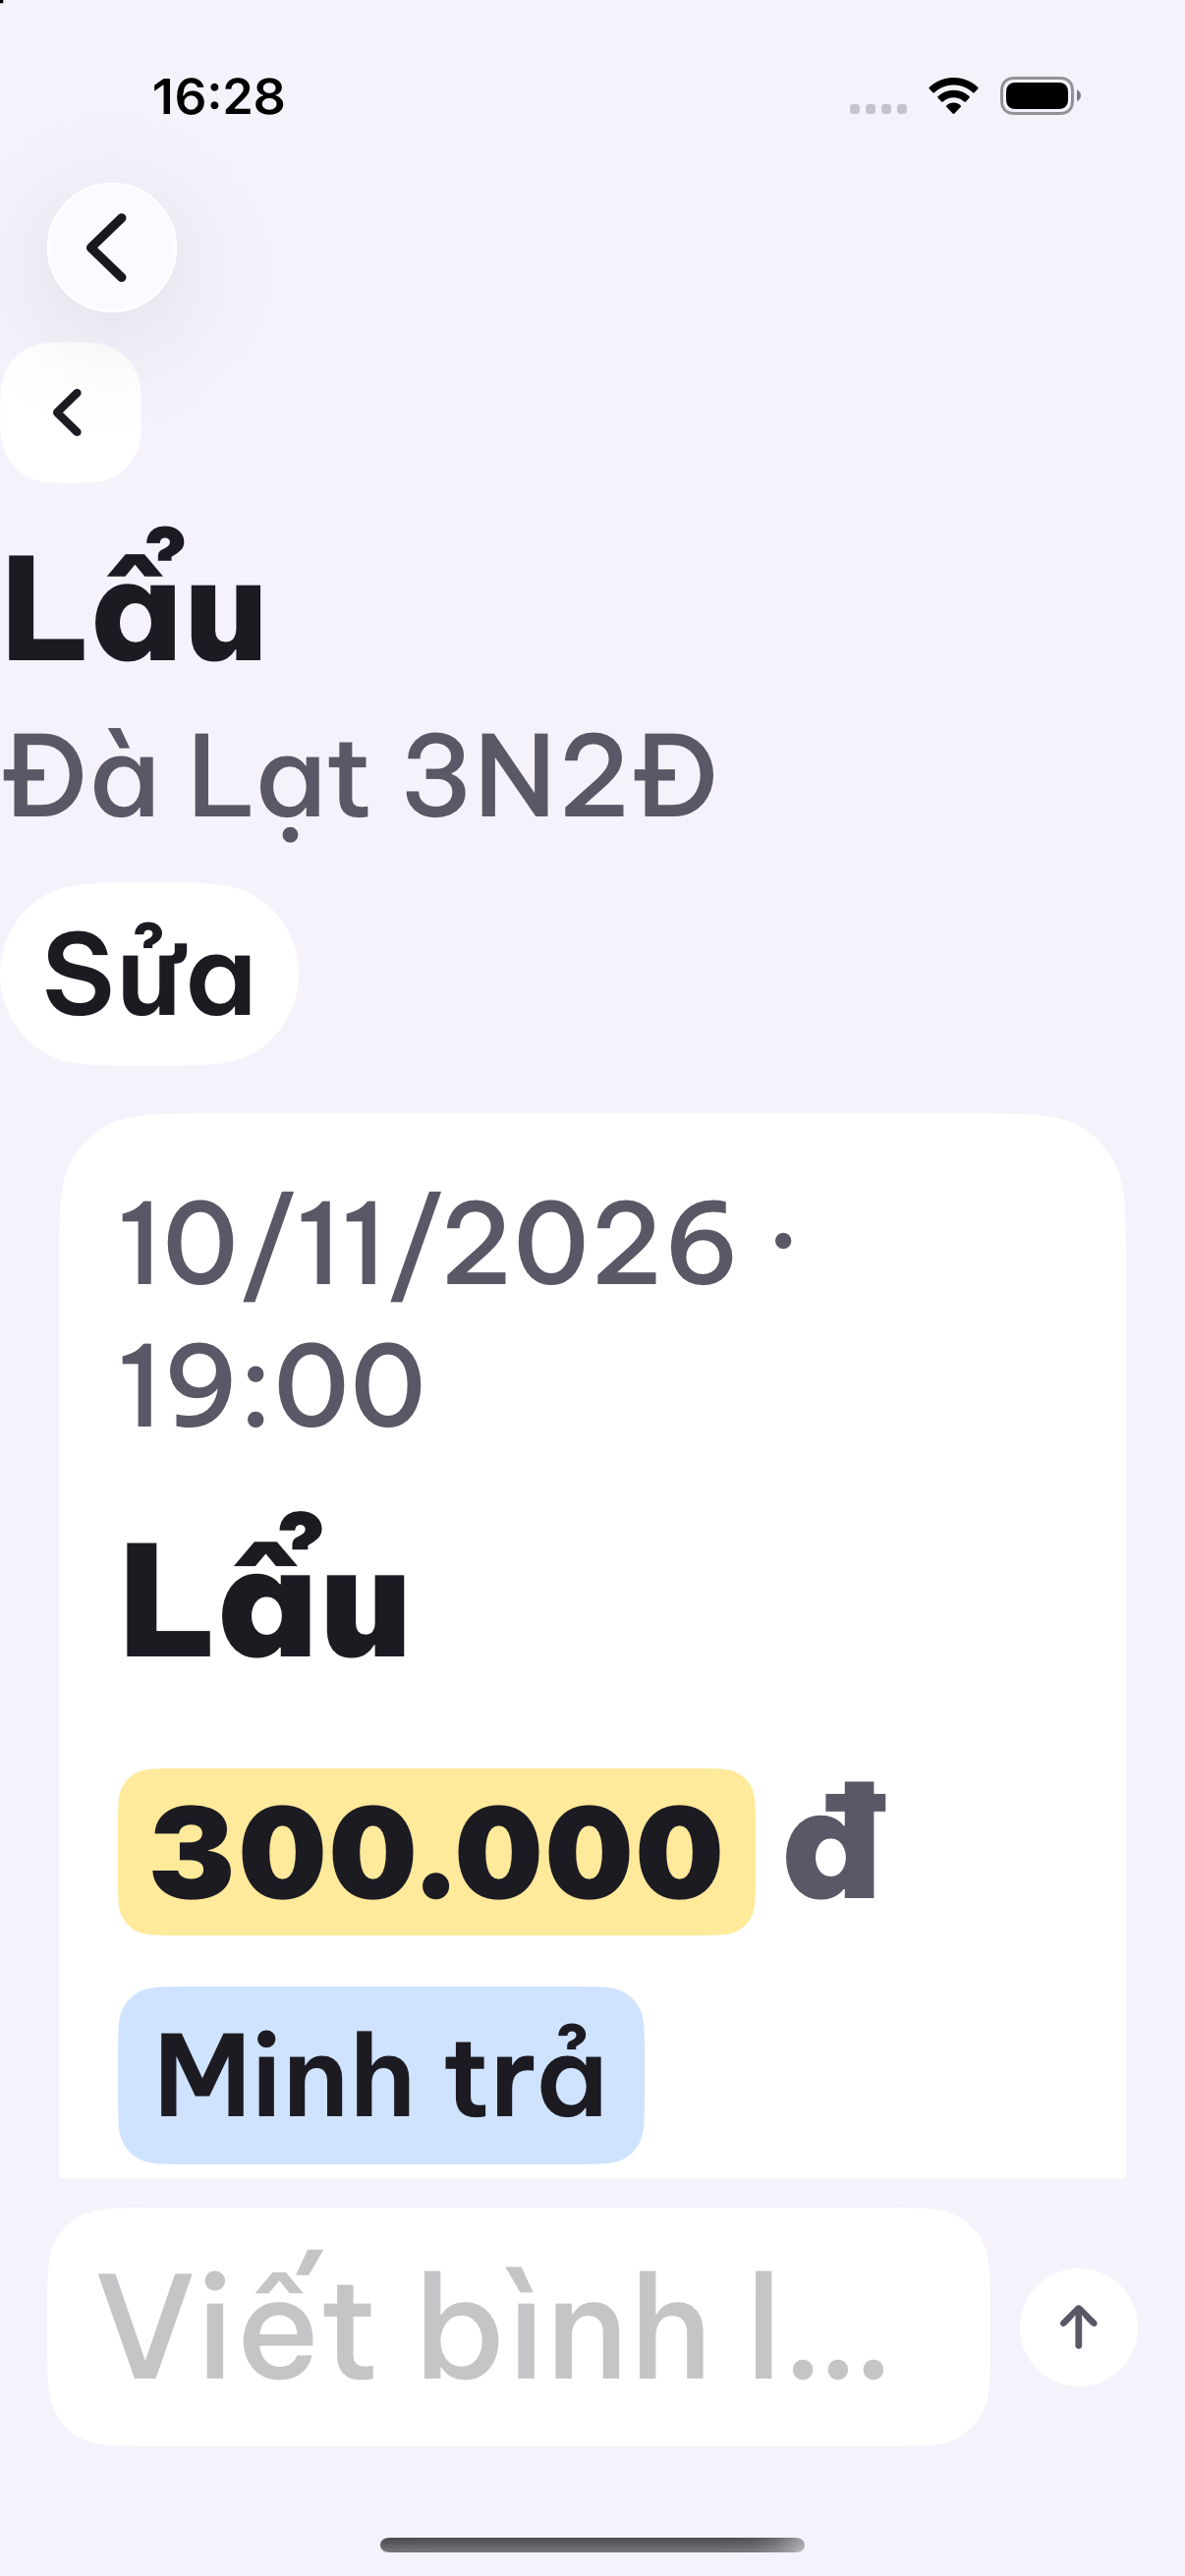 16:28
Lẩu
Đà Lạt 3N2Đ
Sửa
10/11/2026 ·
19:00
Lẩu
300.000 đ
Minh trả
Viết bình l...